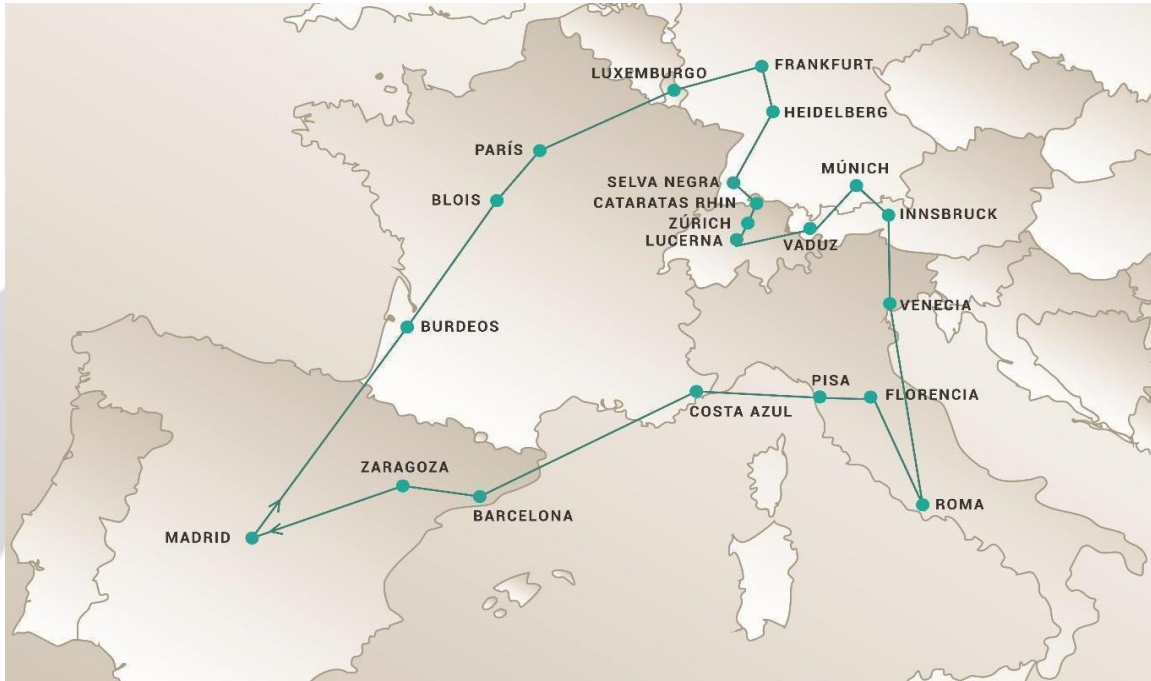 FRANKFURT
LUXEMBURGO
HEIDELBERG
PARÍS
MÚNICH
SELVA NEGRA
BLOIS
CATARATAS RHIN
INNSBRUCK
ZÚRICH
LUCERNA
VADUZ
VENECIA
BURDEOS
PISA
FLORENCIA
COSTA AZUL
ZARAGOZA
ROMA
BARCELONA
MADRID